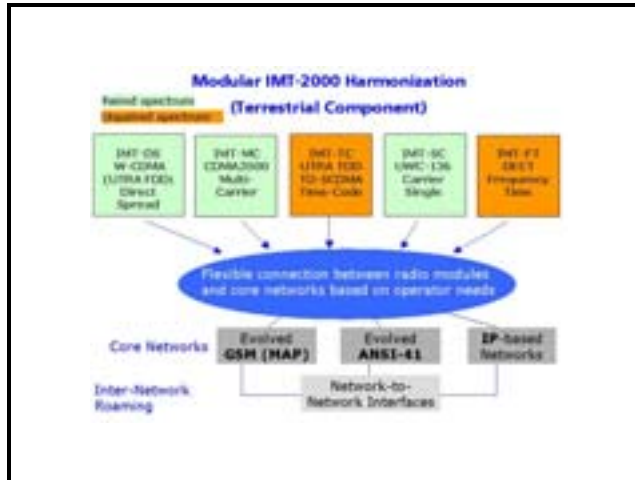 Modular IMT-2000 Harmonization
(Terrestrial Component)
Paired spectrum
Unpaired spectrum
IMT-DS
W-CDMA
(UTRA FDD)
Direct
Spread
IMT-MC
CDMA2000
Multi-
Carrier
IMT-TC
UTRA TDD
TD-SCDMA
Time-Code
IMT-SC
UWC-136
Carrier
Single
IMT-FT
DECT
Frequency
Time
Flexible connection between radio modules
and core networks based on operator needs
Core Networks
Evolved
GSM (MAP)
Evolved
ANSI-41
IP-based
Networks
Inter-Network
Roaming
Network-to-
Network Interfaces